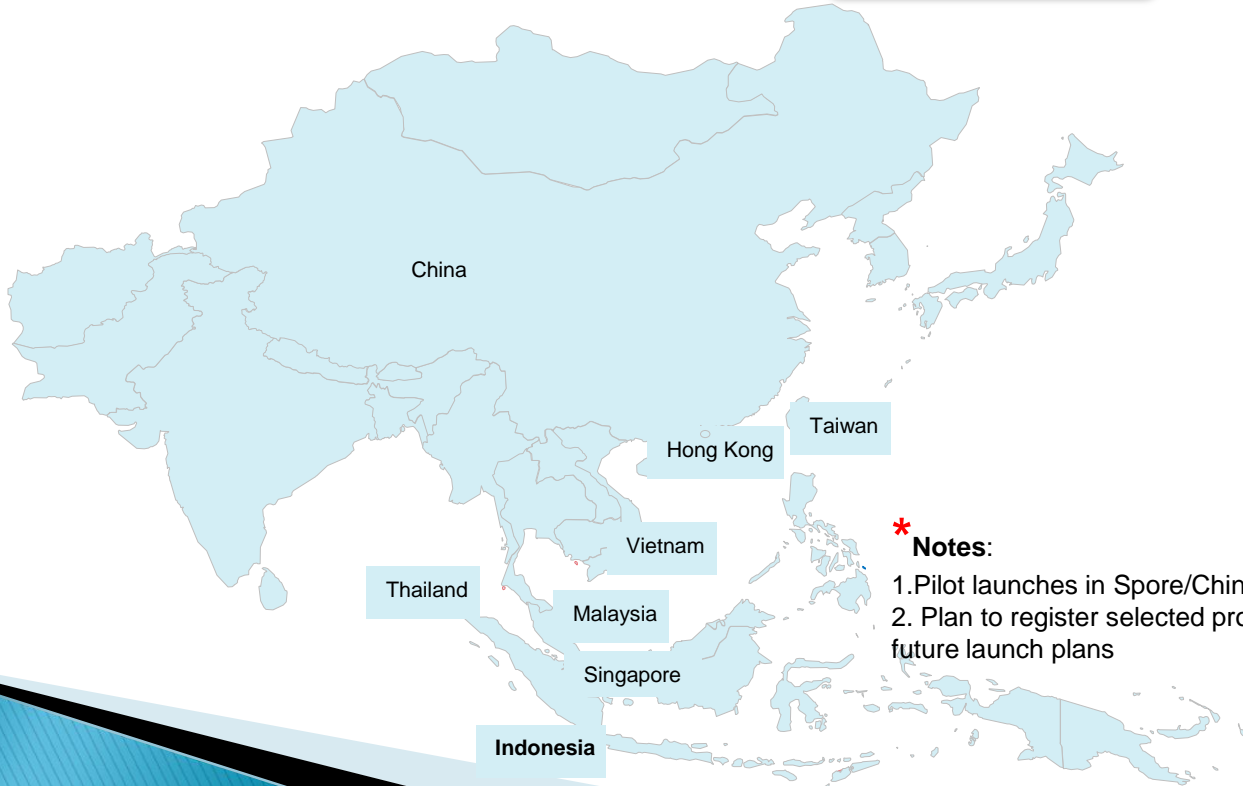 China
Taiwan
Hong Kong
Vietnam
Thailand
Malaysia
Singapore
Indonesia
*Notes:
1.Pilot launches in Spore/Chin
2. Plan to register selected pro
future launch plans